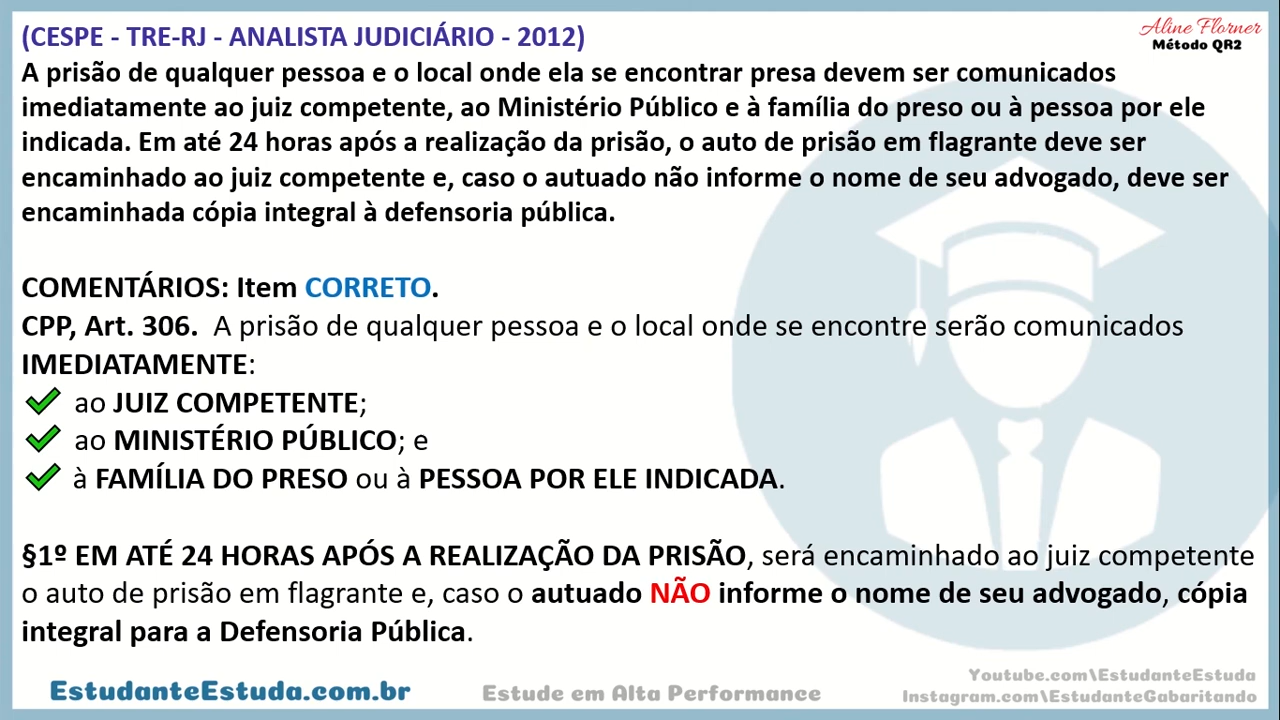 (CESPE - TRE-RJ - ANALISTA JUDICIÁRIO - 2012)
Aline Florner
Método QR2
A prisão de qualquer pessoa e o local onde ela se encontrar presa devem ser comunicados
imediatamente ao juiz competente, ao Ministério Público e à família do preso ou à pessoa por ele
indicada. Em até 24 horas após a realização da prisão, o auto de prisão em flagrante deve ser
encaminhado ao juiz competente e, caso o autuado não informe o nome de seu advogado, deve ser
encaminhada cópia integral à defensoria pública.
COMENTÁRIOS: Item CORRETO.
CPP, Art. 306. A prisão de qualquer pessoa e o local onde se encontre serão comunicados
IMEDIATAMENTE:
ao JUIZ COMPETENTE;
ao MINISTÉRIO PÚBLICO; e
à FAMÍLIA DO PRESO ou à PESSOA POR ELE INDICADA.
§1º EM ATÉ 24 HORAS APÓS A REALIZAÇÃO DA PRISÃO, será encaminhado ao juiz competente
o auto de prisão em flagrante e, caso o autuado NÃO informe o nome de seu advogado, cópia
integral para a Defensoria Pública.
EstudanteEstuda.com.br
Estude em Alta Performance
Youtube.com\EstudanteEstuda
Instagram.com\EstudanteGabaritando